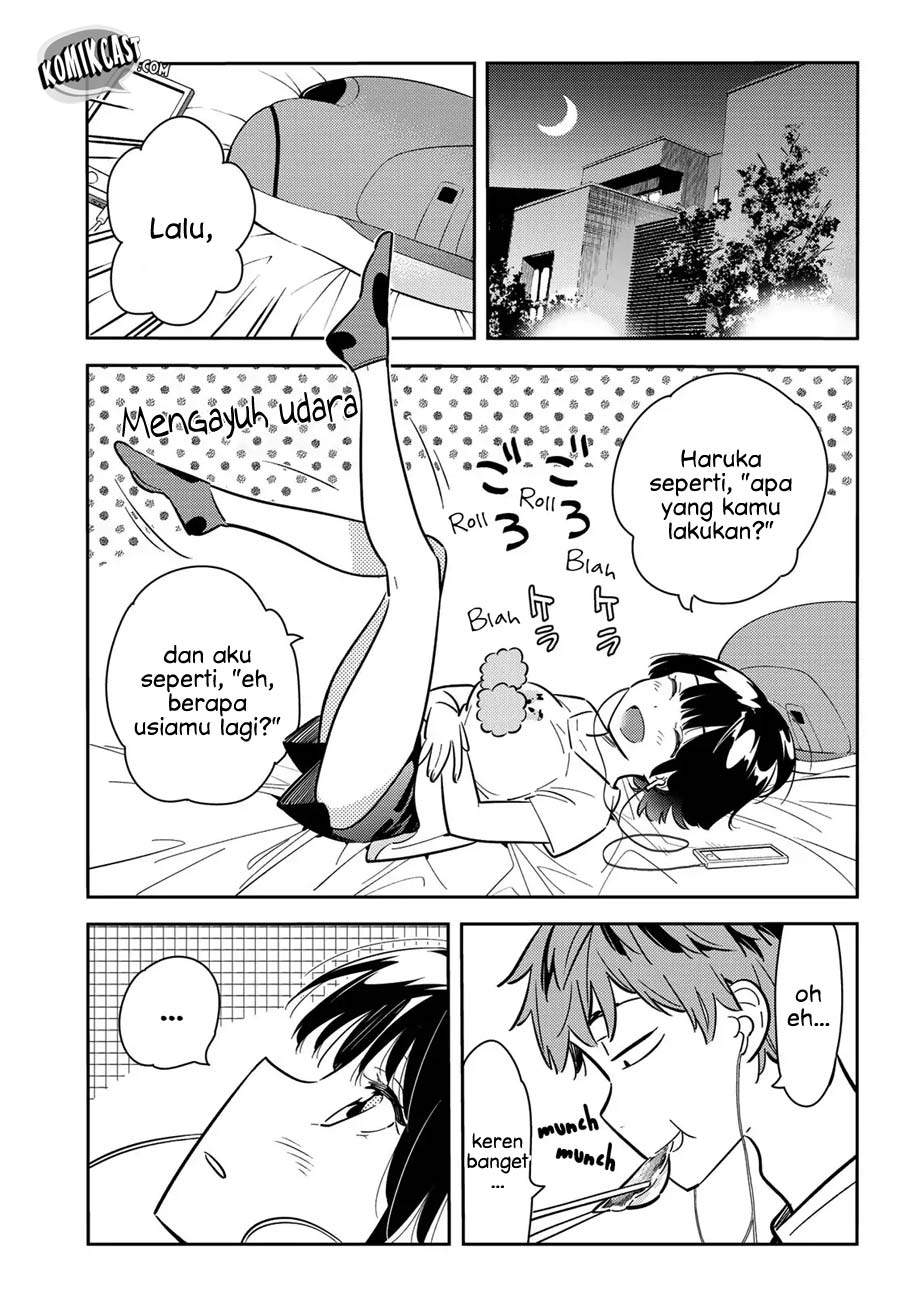 KOMIKCAST
.COM
Lalu,
Haruka
seperti, "apa
yang kamu
lakukan?"
Mengayuh udara
ごろ
Roll
ごろ
Roll
ケラ
Blah
ケラ
Blah
dan aku
seperti, "eh,
berapa
usiamu lagi?"
oh
eh...
munch
munch
keren
banget
...
...